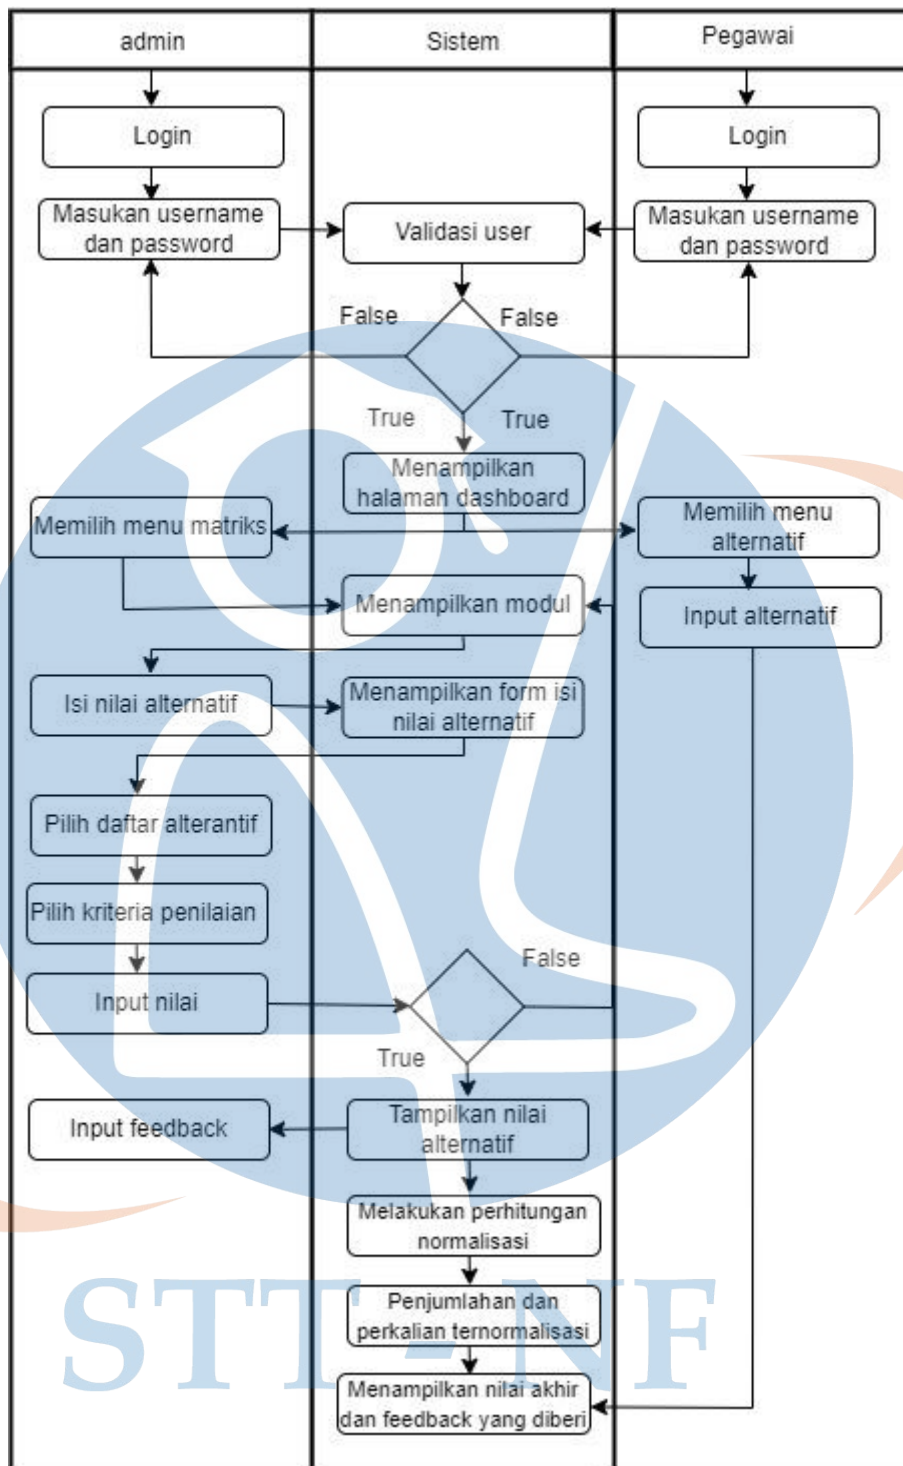 admin
Sistem
Pegawai
Login
Login
Masukan username
dan password
Validasi user
Masukan username
dan password
False
False
True
True
Menampilkan
halaman dashboard
Memilih menu matriks
Memilih menu
alternatif
Menampilkan modul
Input alternatif
Isi nilai alternatif
Menampilkan form isi
nilai alternatif
Pilih daftar alterantif
Pilih kriteria penilaian
Input nilai
False
True
Input feedback
Tampilkan nilai
alternatif
Melakukan perhitungan
normalisasi
Penjumlahan dan
perkalian ternormalisasi
Menampilkan nilai akhir
dan feedback yang diberi
STT - NF